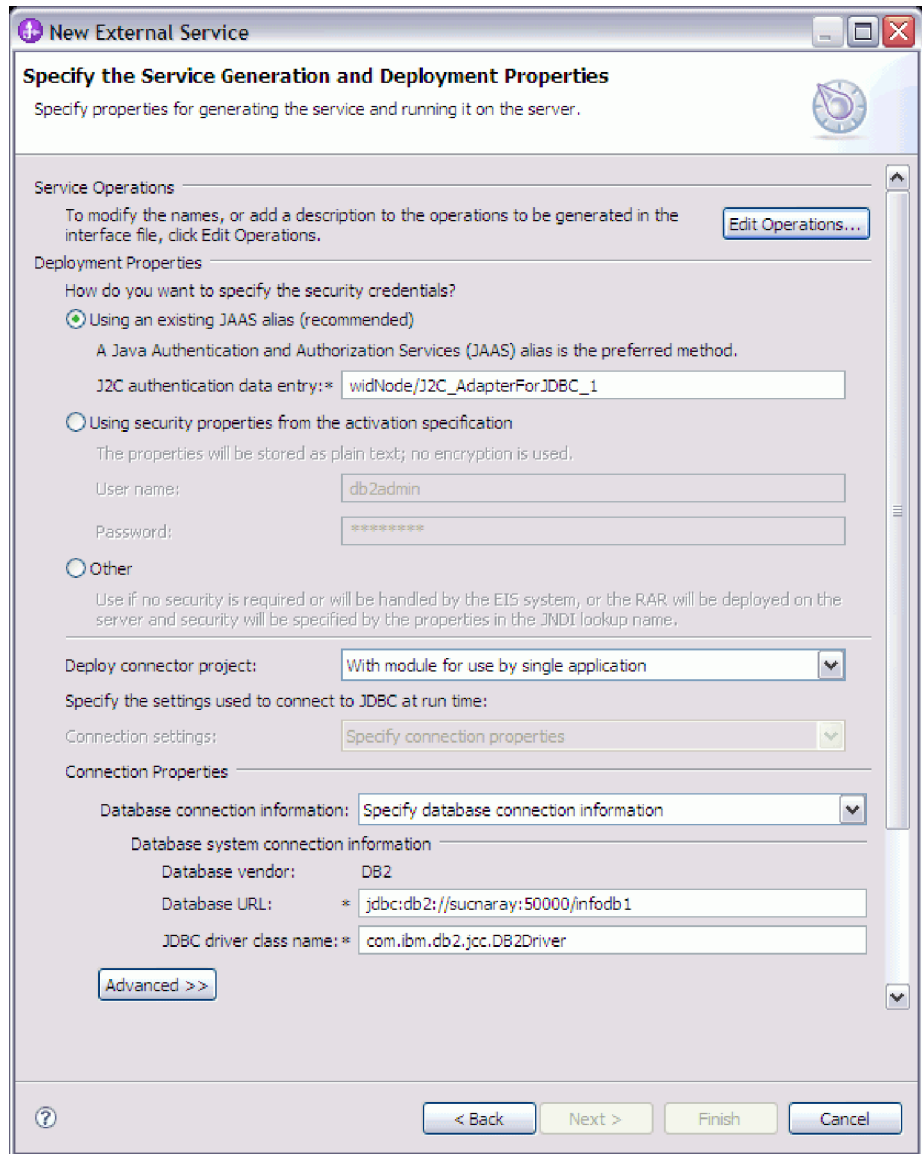 New External Service
Specify the Service Generation and Deployment Properties
Specify properties for generating the service and running it on the server.
Service Operations
To modify the names, or add a description to the operations to be generated in the
interface file, click Edit Operations.
Edit Operations...
Deployment Properties
How do you want to specify the security credentials?
Using an existing JAAS alias (recommended)
A Java Authentication and Authorization Services (JAAS) alias is the preferred method.
J2C authentication data entry:* widNode/J2C_AdapterForJDBC_1
Using security properties from the activation specification
The properties will be stored as plain text; no encryption is used.
User name: db2admin
Password: ********
Other
Use if no security is required or will be handled by the EIS system, or the RAR will be deployed on the
server and security will be specified by the properties in the JNDI lookup name.
Deploy connector project: With module for use by single application
Specify the settings used to connect to JDBC at run time:
Connection settings: Specify connection properties
Connection Properties
Database connection information: Specify database connection information
Database system connection information
Database vendor: DB2
Database URL: * jdbc:db2://sucnaray:50000/infodb1
JDBC driver class name:* com.ibm.db2.jcc.DB2Driver
Advanced >>
? < Back Next > Finish Cancel